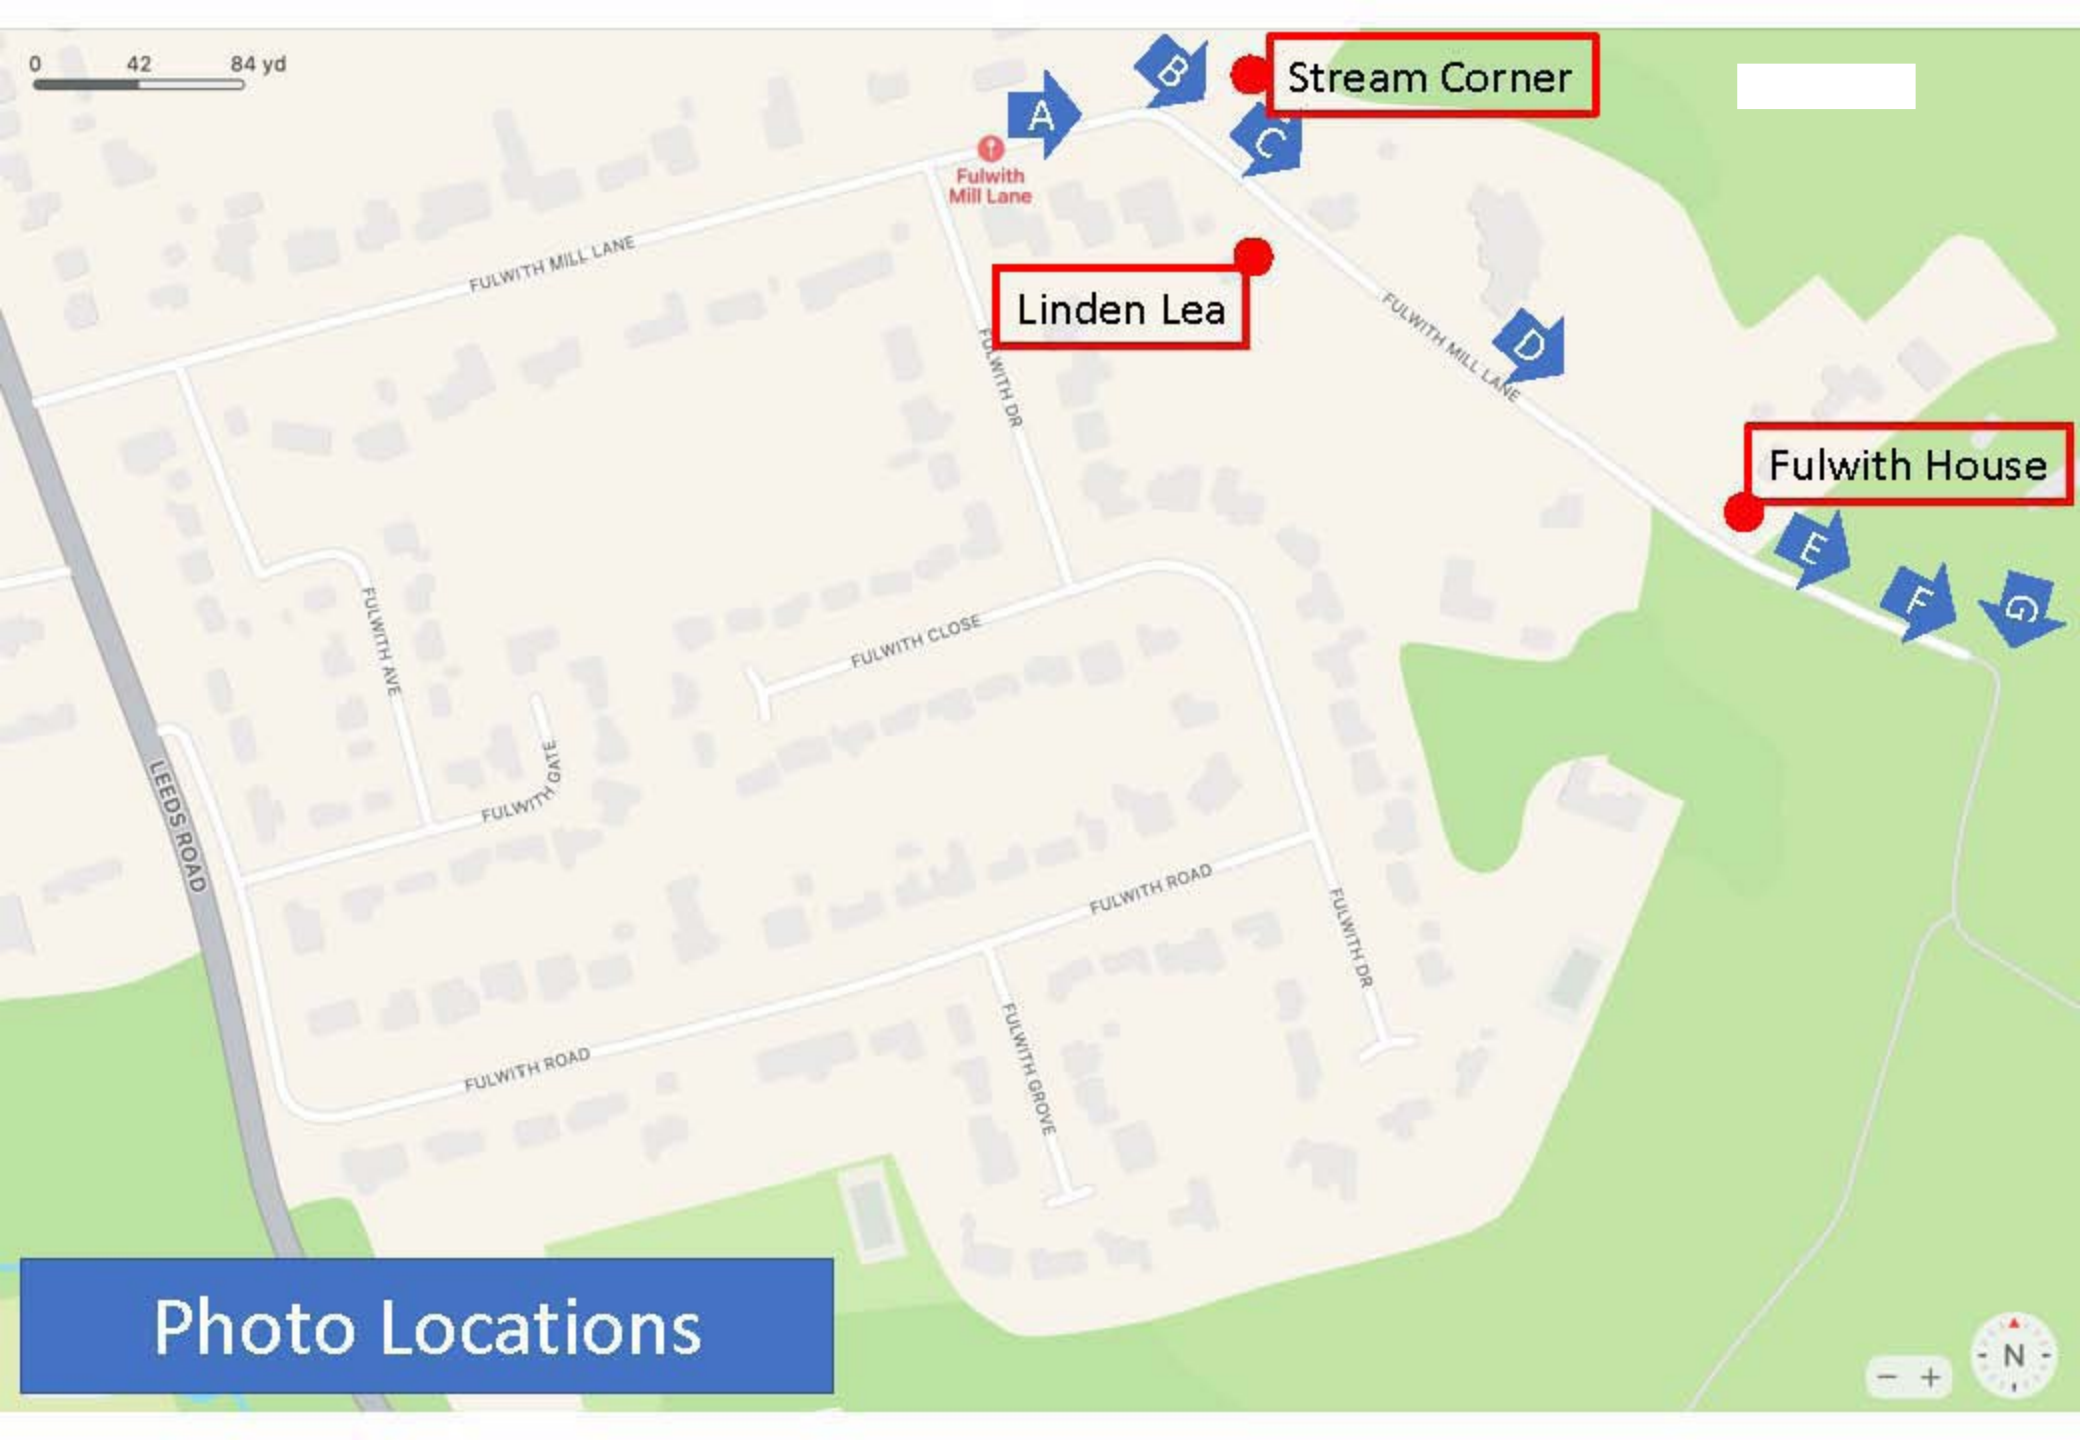 0 42 84 yd
A
B
Stream Corner
C
Fulwith
Mill Lane
FULWITH MILL LANE
Linden Lea
FULWITH DR
FULWITH MILL LANE
D
Fulwith House
E
F
G
FULWITH AVE
FULWITH CLOSE
FULWITH GATE
LEEDS ROAD
FULWITH ROAD
FULWITH DR
FULWITH ROAD
FULWITH GROVE
Photo Locations
N
− +